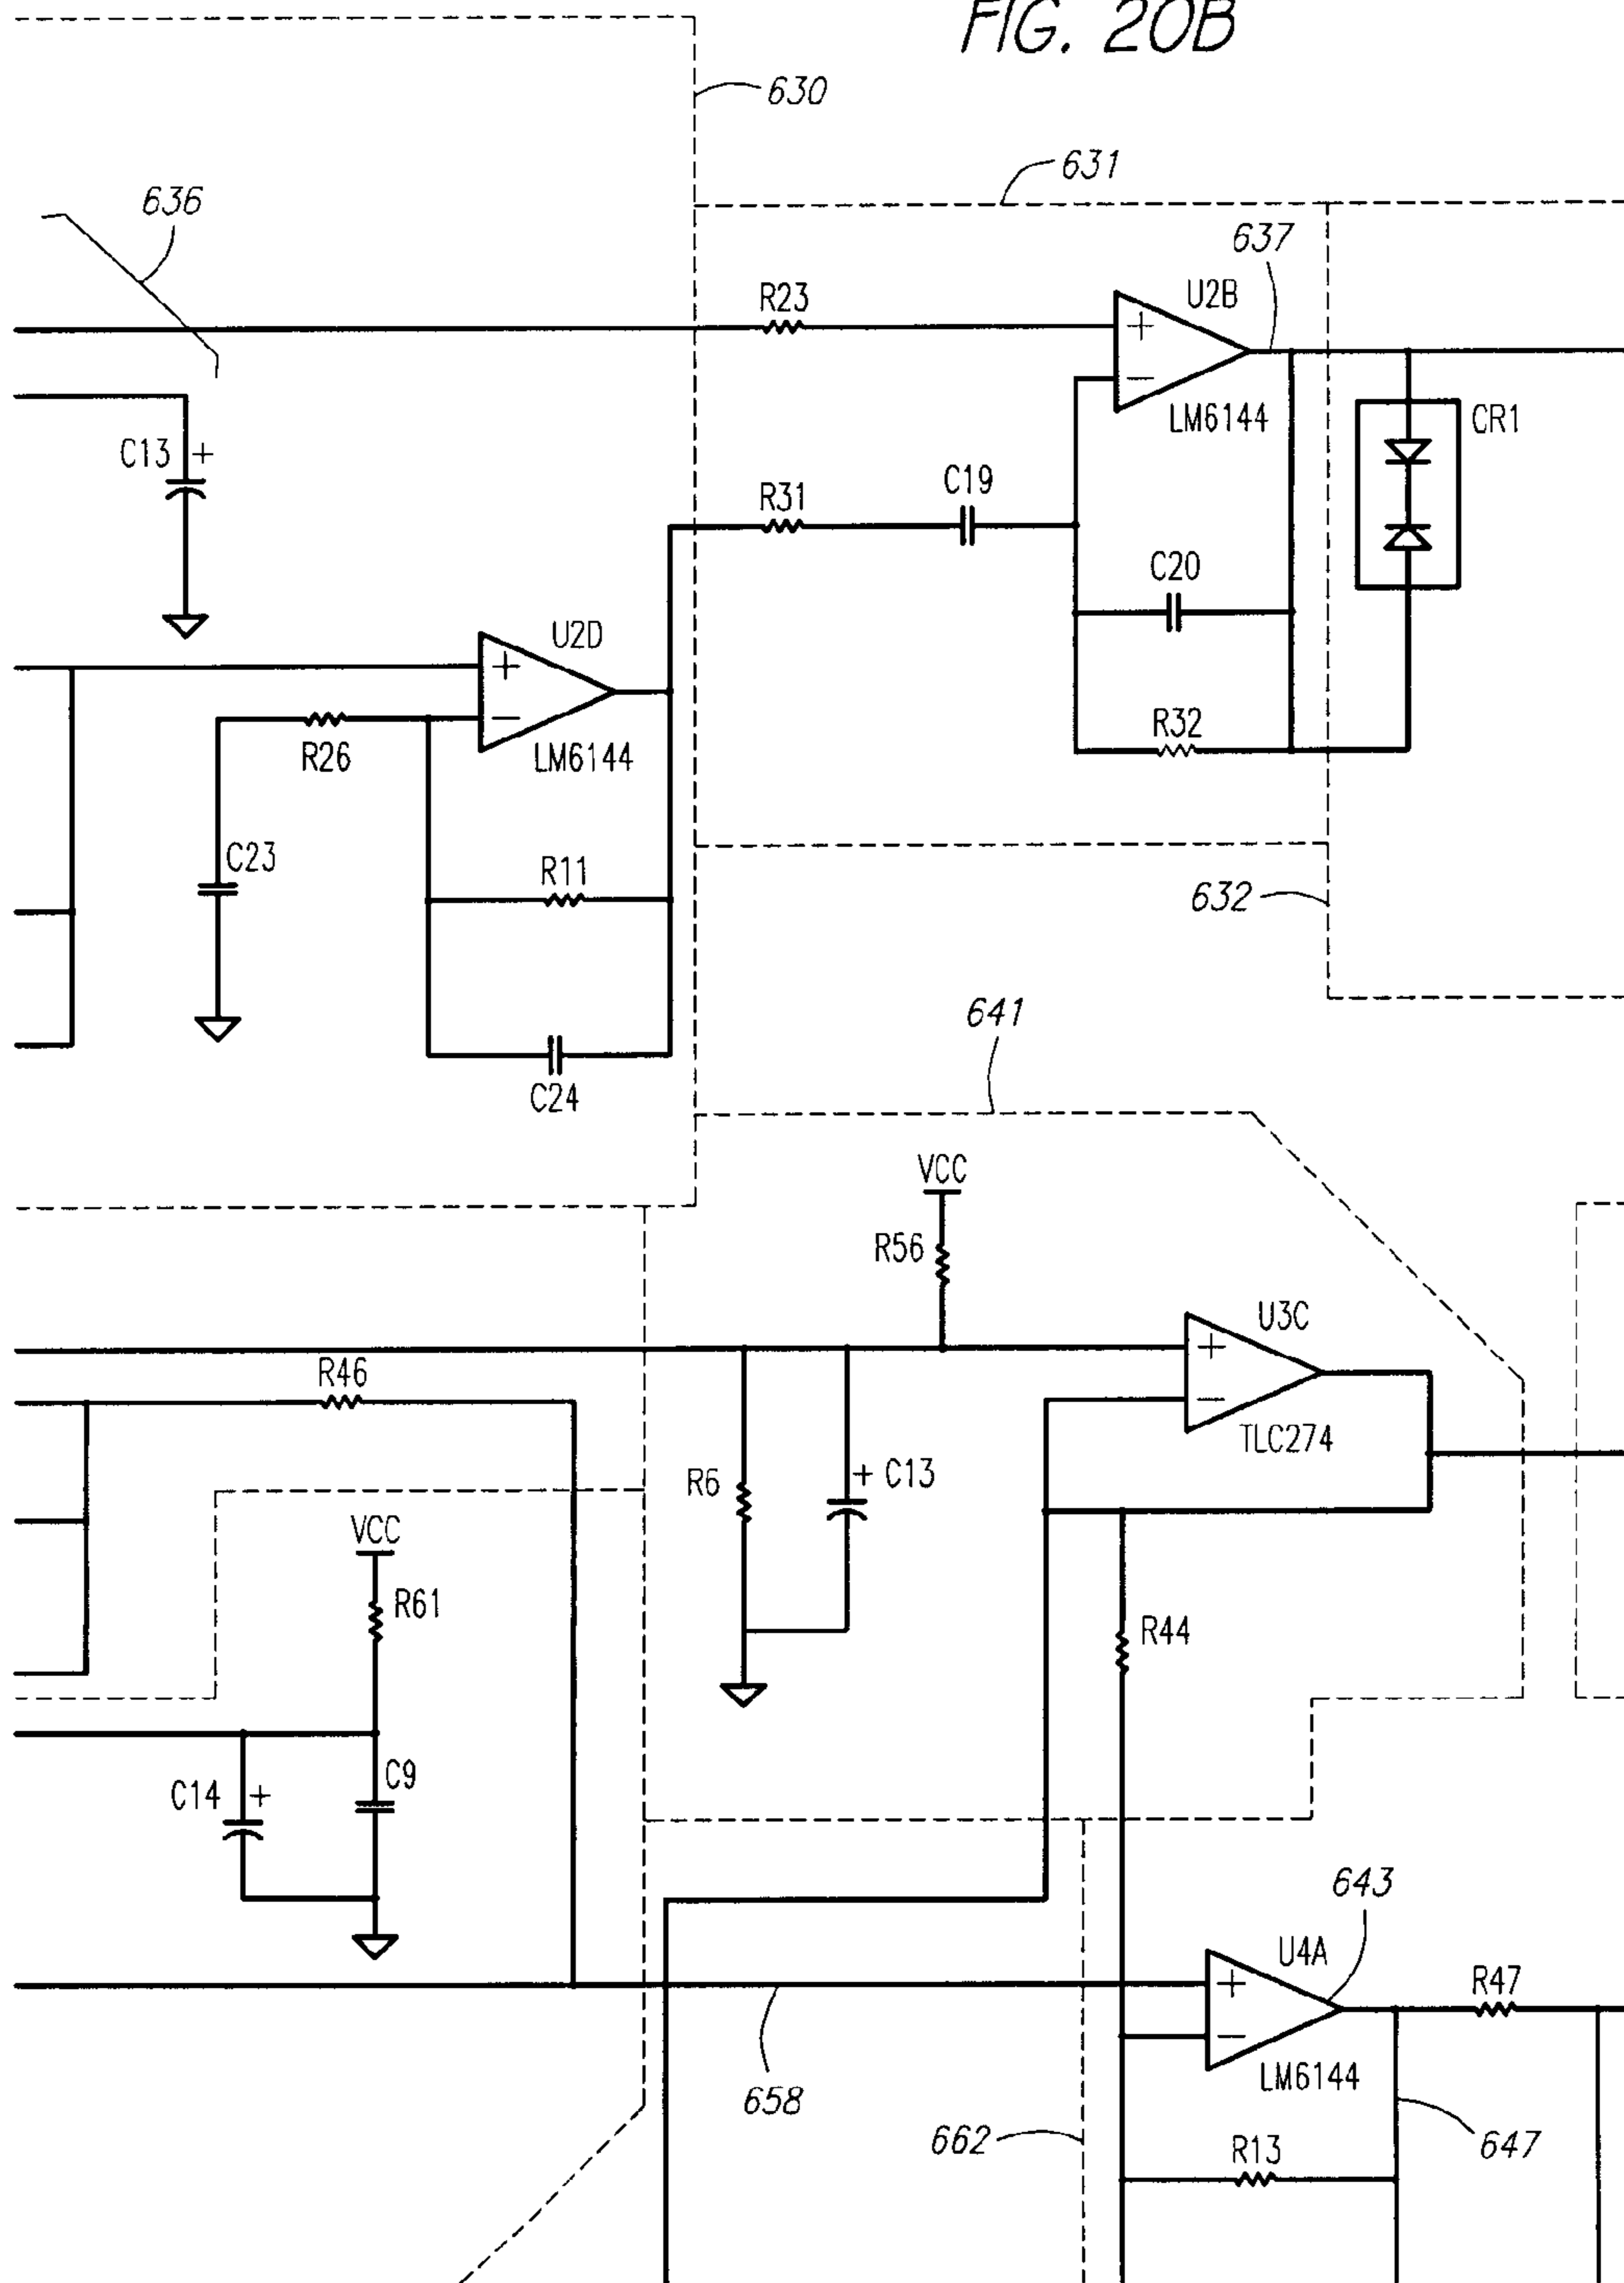 FIG. 20B
630
631
636
637
R23
U2B
LM6144
CR1
C13 +
R31
C19
C20
U2D
R32
R26
LM6144
C23
R11
632
641
C24
VCC
R56
U3C
R46
TLC274
R6
+ C13
VCC
R61
R44
C14 +
C9
643
U4A
R47
LM6144
658
662
R13
647